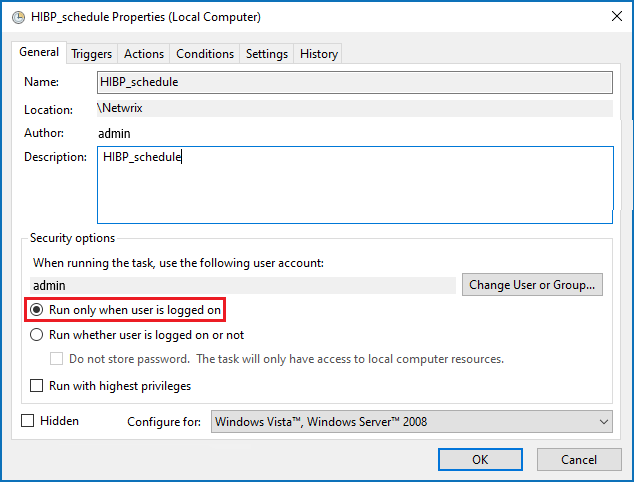 HIBP_schedule Properties (Local Computer)
General Triggers Actions Conditions Settings History
Name: HIBP_schedule
Location: \Netwrix
Author: admin
Description: HIBP_schedule
Security options
When running the task, use the following user account:
admin Change User or Group...
Run only when user is logged on
Run whether user is logged on or not
Do not store password. The task will only have access to local computer resources.
Run with highest privileges
Hidden Configure for: Windows Vista™, Windows Server™ 2008
OK Cancel